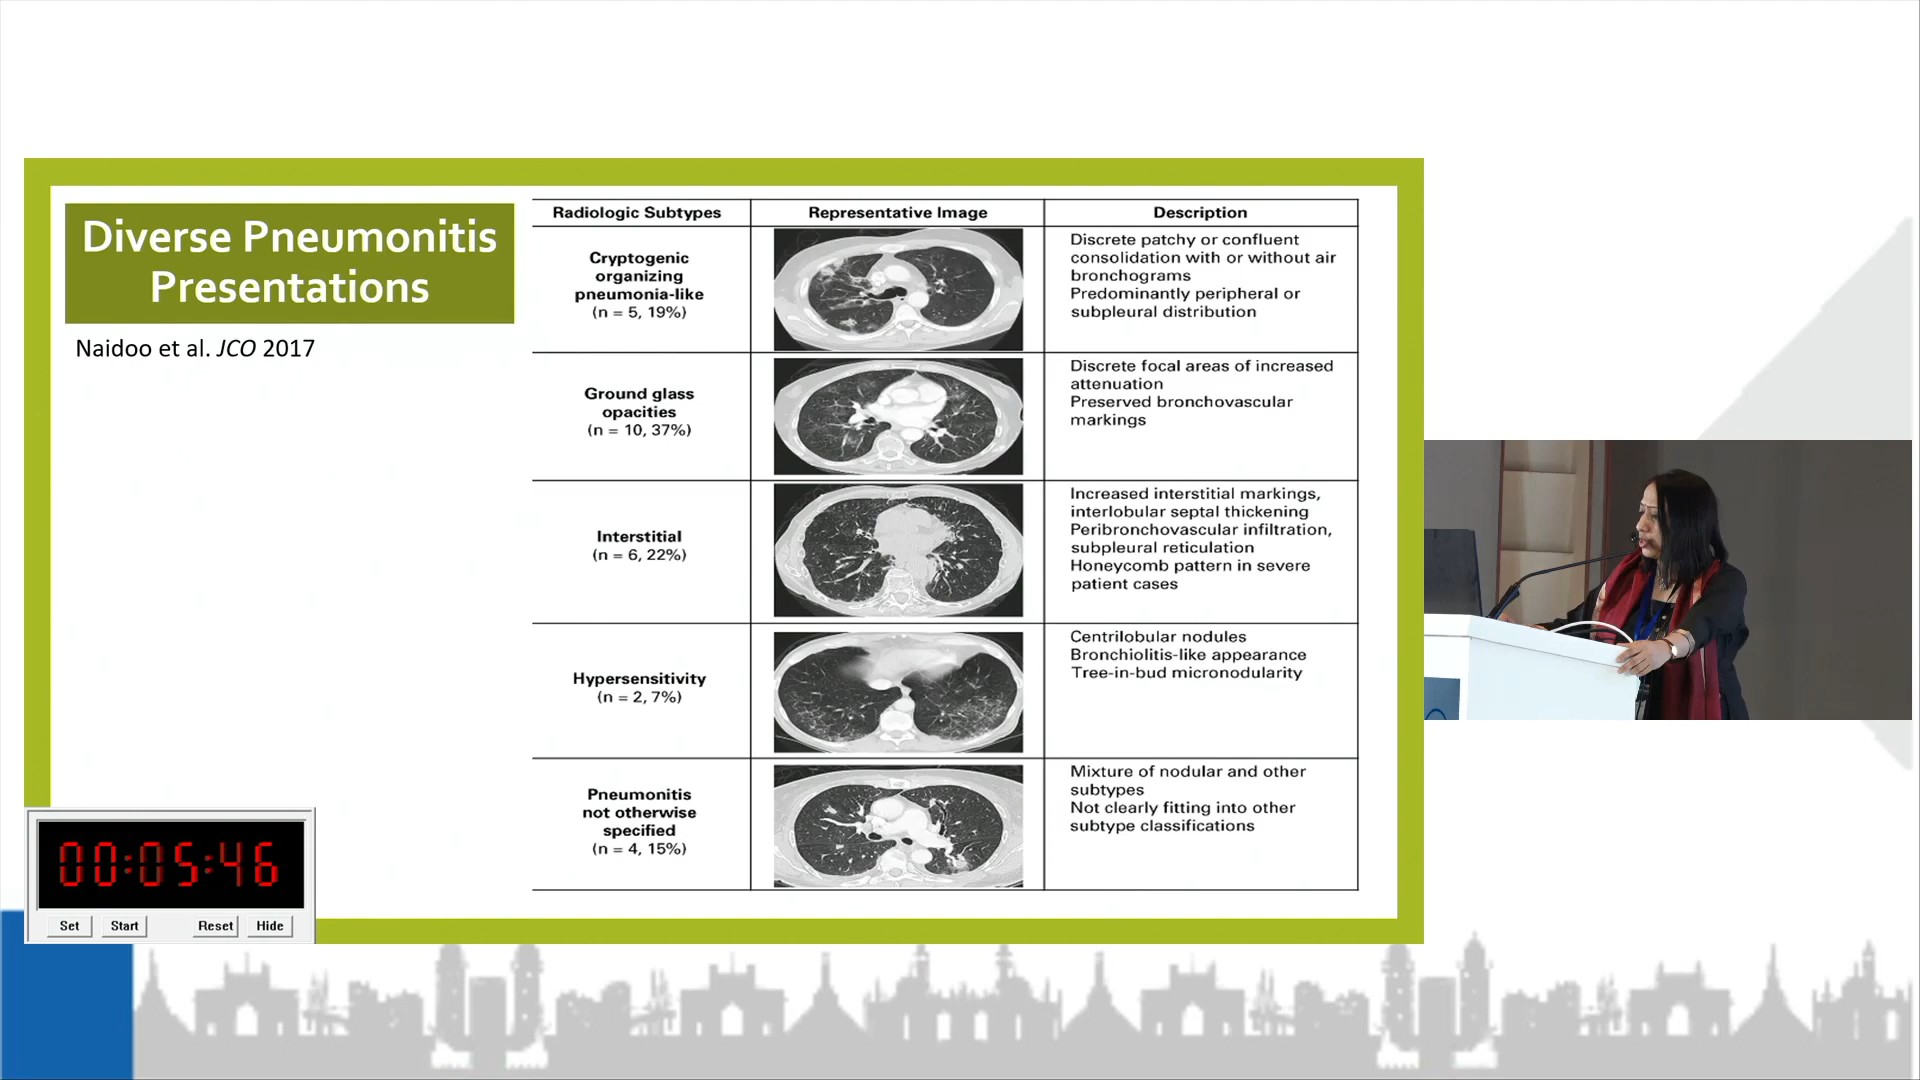 Diverse Pneumonitis
Presentations
Naidoo et al. JCO 2017
Radiologic Subtypes
Representative Image
Description
Cryptogenic
organizing
pneumonia-like
(n = 5, 19%)
Discrete patchy or confluent
consolidation with or without air
bronchograms
Predominantly peripheral or
subpleural distribution
Ground glass
opacities
(n = 10, 37%)
Discrete focal areas of increased
attenuation
Preserved bronchovascular
markings
Interstitial
(n = 6, 22%)
Increased interstitial markings,
interlobular septal thickening
Peribronchovascular infiltration,
subpleural reticulation
Honeycomb pattern in severe
patient cases
Hypersensitivity
(n = 2, 7%)
Centrilobular nodules
Bronchiolitis-like appearance
Tree-in-bud micronodularity
Pneumonitis
not otherwise
specified
(n = 4, 15%)
Mixture of nodular and other
subtypes
Not clearly fitting into other
subtype classifications
00:05:46
Set
Start
Reset
Hide